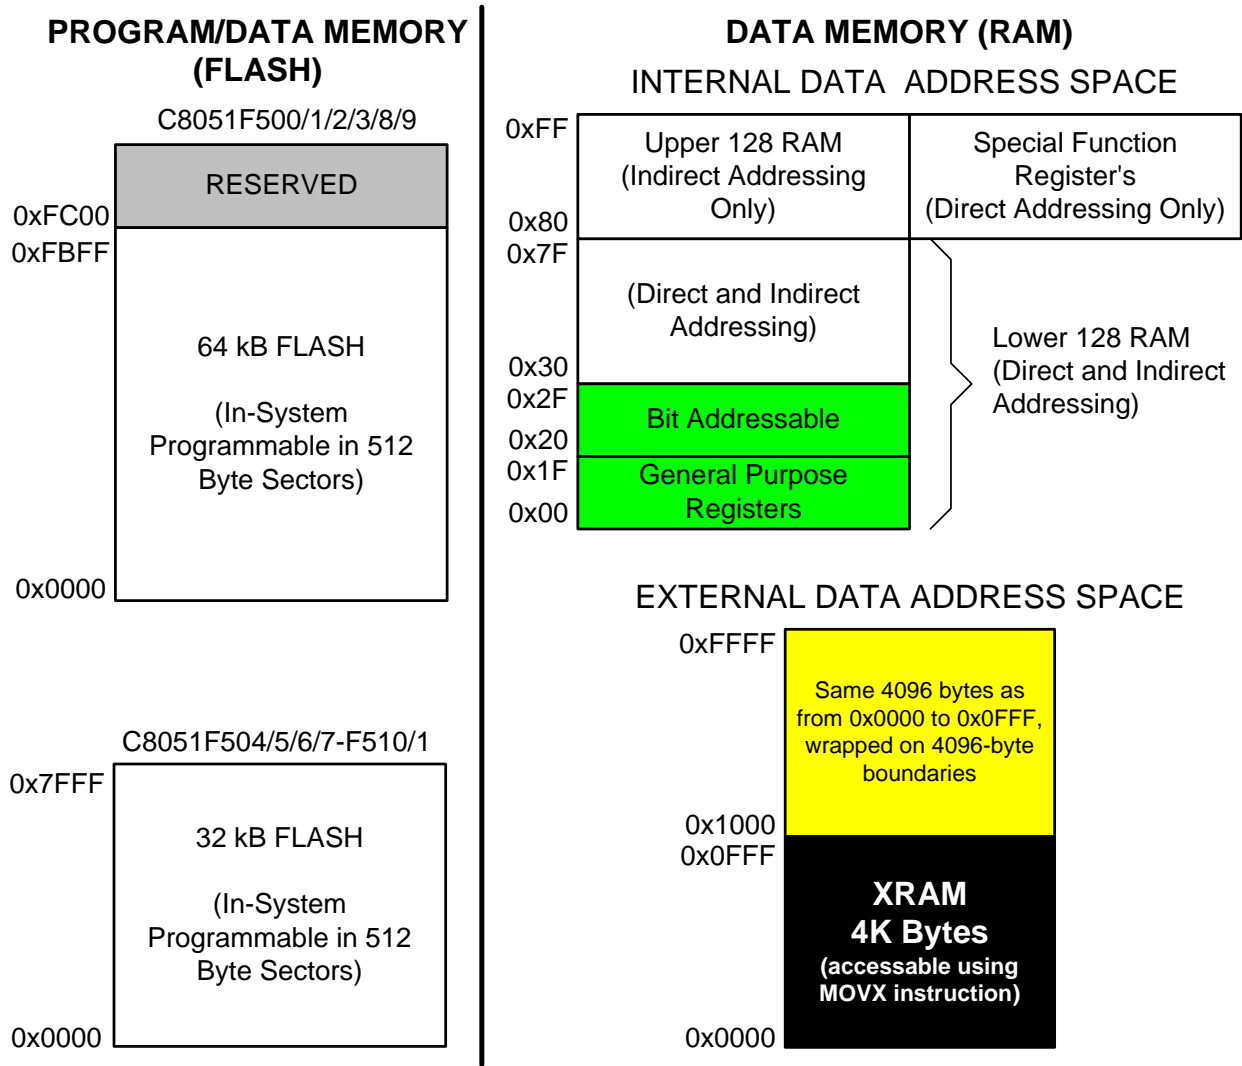 PROGRAM/DATA MEMORY
(FLASH)
C8051F500/1/2/3/8/9
RESERVED
0xFC00
0xFBFF
64 kB FLASH
(In-System
Programmable in 512
Byte Sectors)
0x0000
C8051F504/5/6/7-F510/1
0x7FFF
32 kB FLASH
(In-System
Programmable in 512
Byte Sectors)
0x0000
DATA MEMORY (RAM)
INTERNAL DATA ADDRESS SPACE
0xFF
Upper 128 RAM
(Indirect Addressing
Only)
Special Function
Register's
(Direct Addressing Only)
0x80
0x7F
(Direct and Indirect
Addressing)
0x30
0x2F
Bit Addressable
0x20
0x1F
General Purpose
Registers
0x00
Lower 128 RAM
(Direct and Indirect
Addressing)
EXTERNAL DATA ADDRESS SPACE
0xFFFF
Same 4096 bytes as
from 0x0000 to 0x0FFF,
wrapped on 4096-byte
boundaries
0x1000
0x0FFF
XRAM
4K Bytes
(accessable using
MOVX instruction)
0x0000